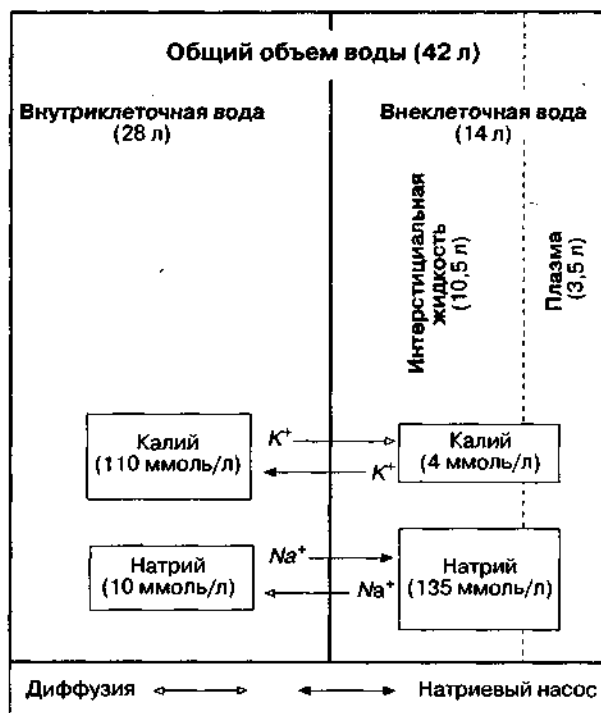 Общий объем воды (42 л)
Внутриклеточная вода
(28 л)
Внеклеточная вода
(14 л)
Интерстициальная
жидкость
(10,5 л)
Плазма
(3,5 л)
Калий
(110 ммоль/л)
K⁺
K⁺
Калий
(4 ммоль/л)
Натрий
(10 ммоль/л)
Na⁺
Na⁺
Натрий
(135 ммоль/л)
Диффузия
Натриевый насос